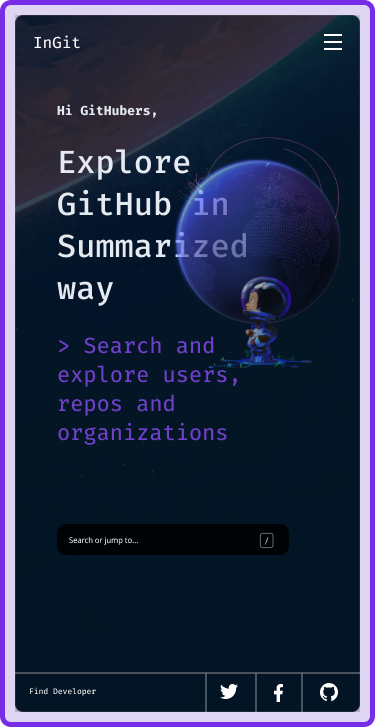 InGit
Hi GitHubers,
Explore
GitHub in
Summarized
way
> Search and
explore users,
repos and
organizations
Search or jump to...
/
Find Developer